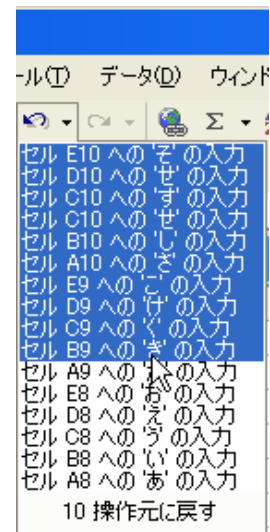 ール(T) データ(D) ウィンド
Σ
セル E10 への 'そ' の入力
セル D10 への 'せ' の入力
セル C10 への 'す' の入力
セル C10 への 'せ' の入力
セル B10 への 'し' の入力
セル A10 への 'ざ' の入力
セル E9 への 'こ' の入力
セル D9 への 'け' の入力
セル C9 への 'く' の入力
セル B9 への 'き' の入力
セル A9 への の入力
セル E8 への 'お' の入力
セル D8 への 'え' の入力
セル C8 への 'う' の入力
セル B8 への 'い' の入力
セル A8 への 'あ' の入力
10 操作元に戻す